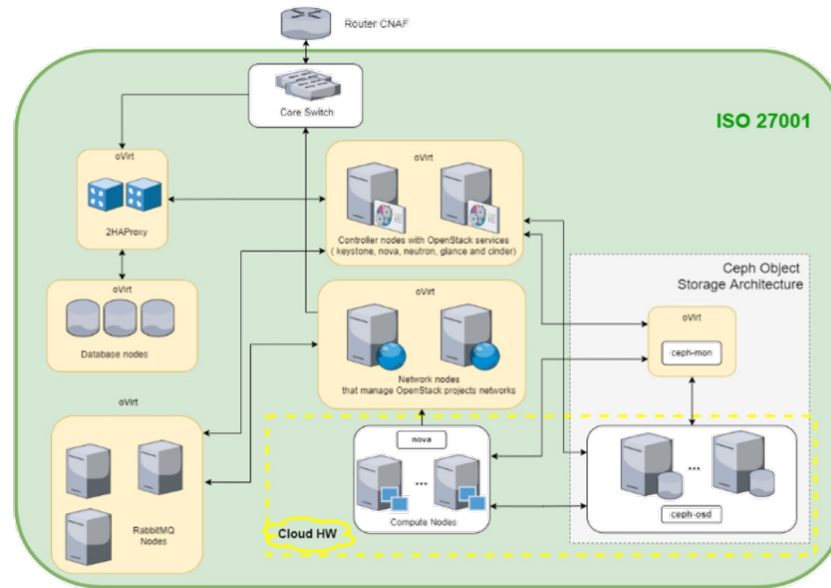 Router CNAF
Core Switch
ISO 27001
oVirt
2HAProxy
oVirt
Controller nodes with OpenStack services
( keystone, nova, neutron, glance and cinder)
Ceph Object
Storage Architecture
oVirt
Database nodes
oVirt
Network nodes
that manage OpenStack projects networks
oVirt
ceph-mon
oVirt
RabbitMQ
Nodes
nova
...
Compute Nodes
...
ceph-osd
Cloud HW